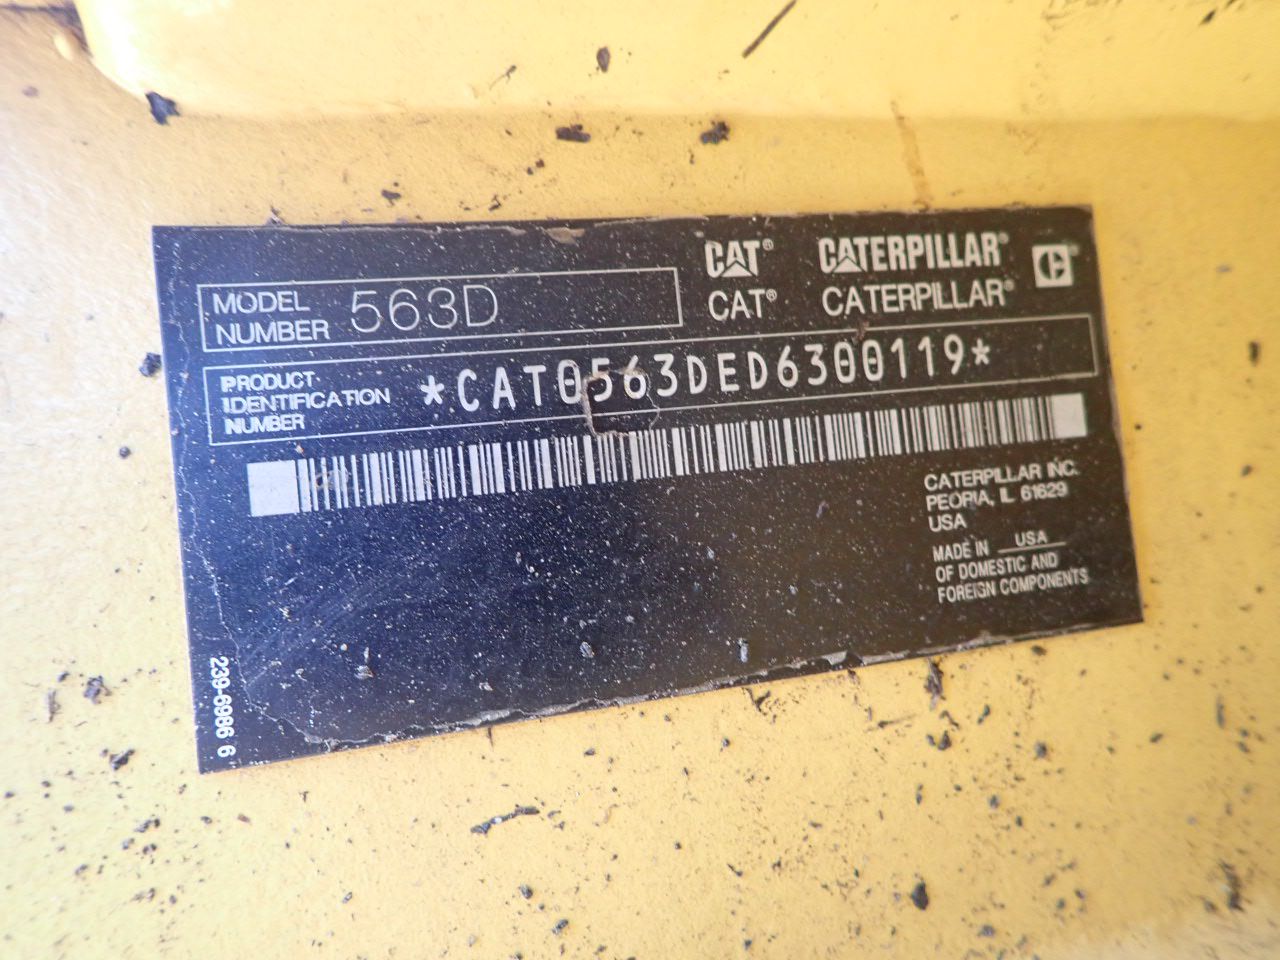 MODEL
NUMBER 563D
CAT® CATERPILLAR®
CAT® CATERPILLAR®
PRODUCT
IDENTIFICATION
NUMBER
*CAT0563DED6300119*
CATERPILLAR INC.
PEORIA, IL 61629
USA
MADE IN USA
OF DOMESTIC AND
FOREIGN COMPONENTS
239-6986 6